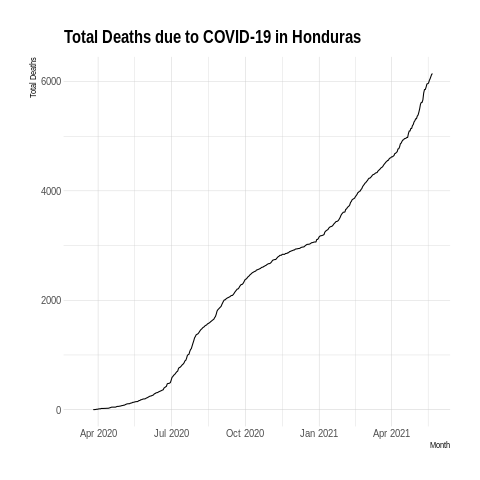 Total Deaths due to COVID-19 in Honduras
Total Deaths
6000
4000
2000
0
Apr 2020
Jul 2020
Oct 2020
Jan 2021
Apr 2021
Month